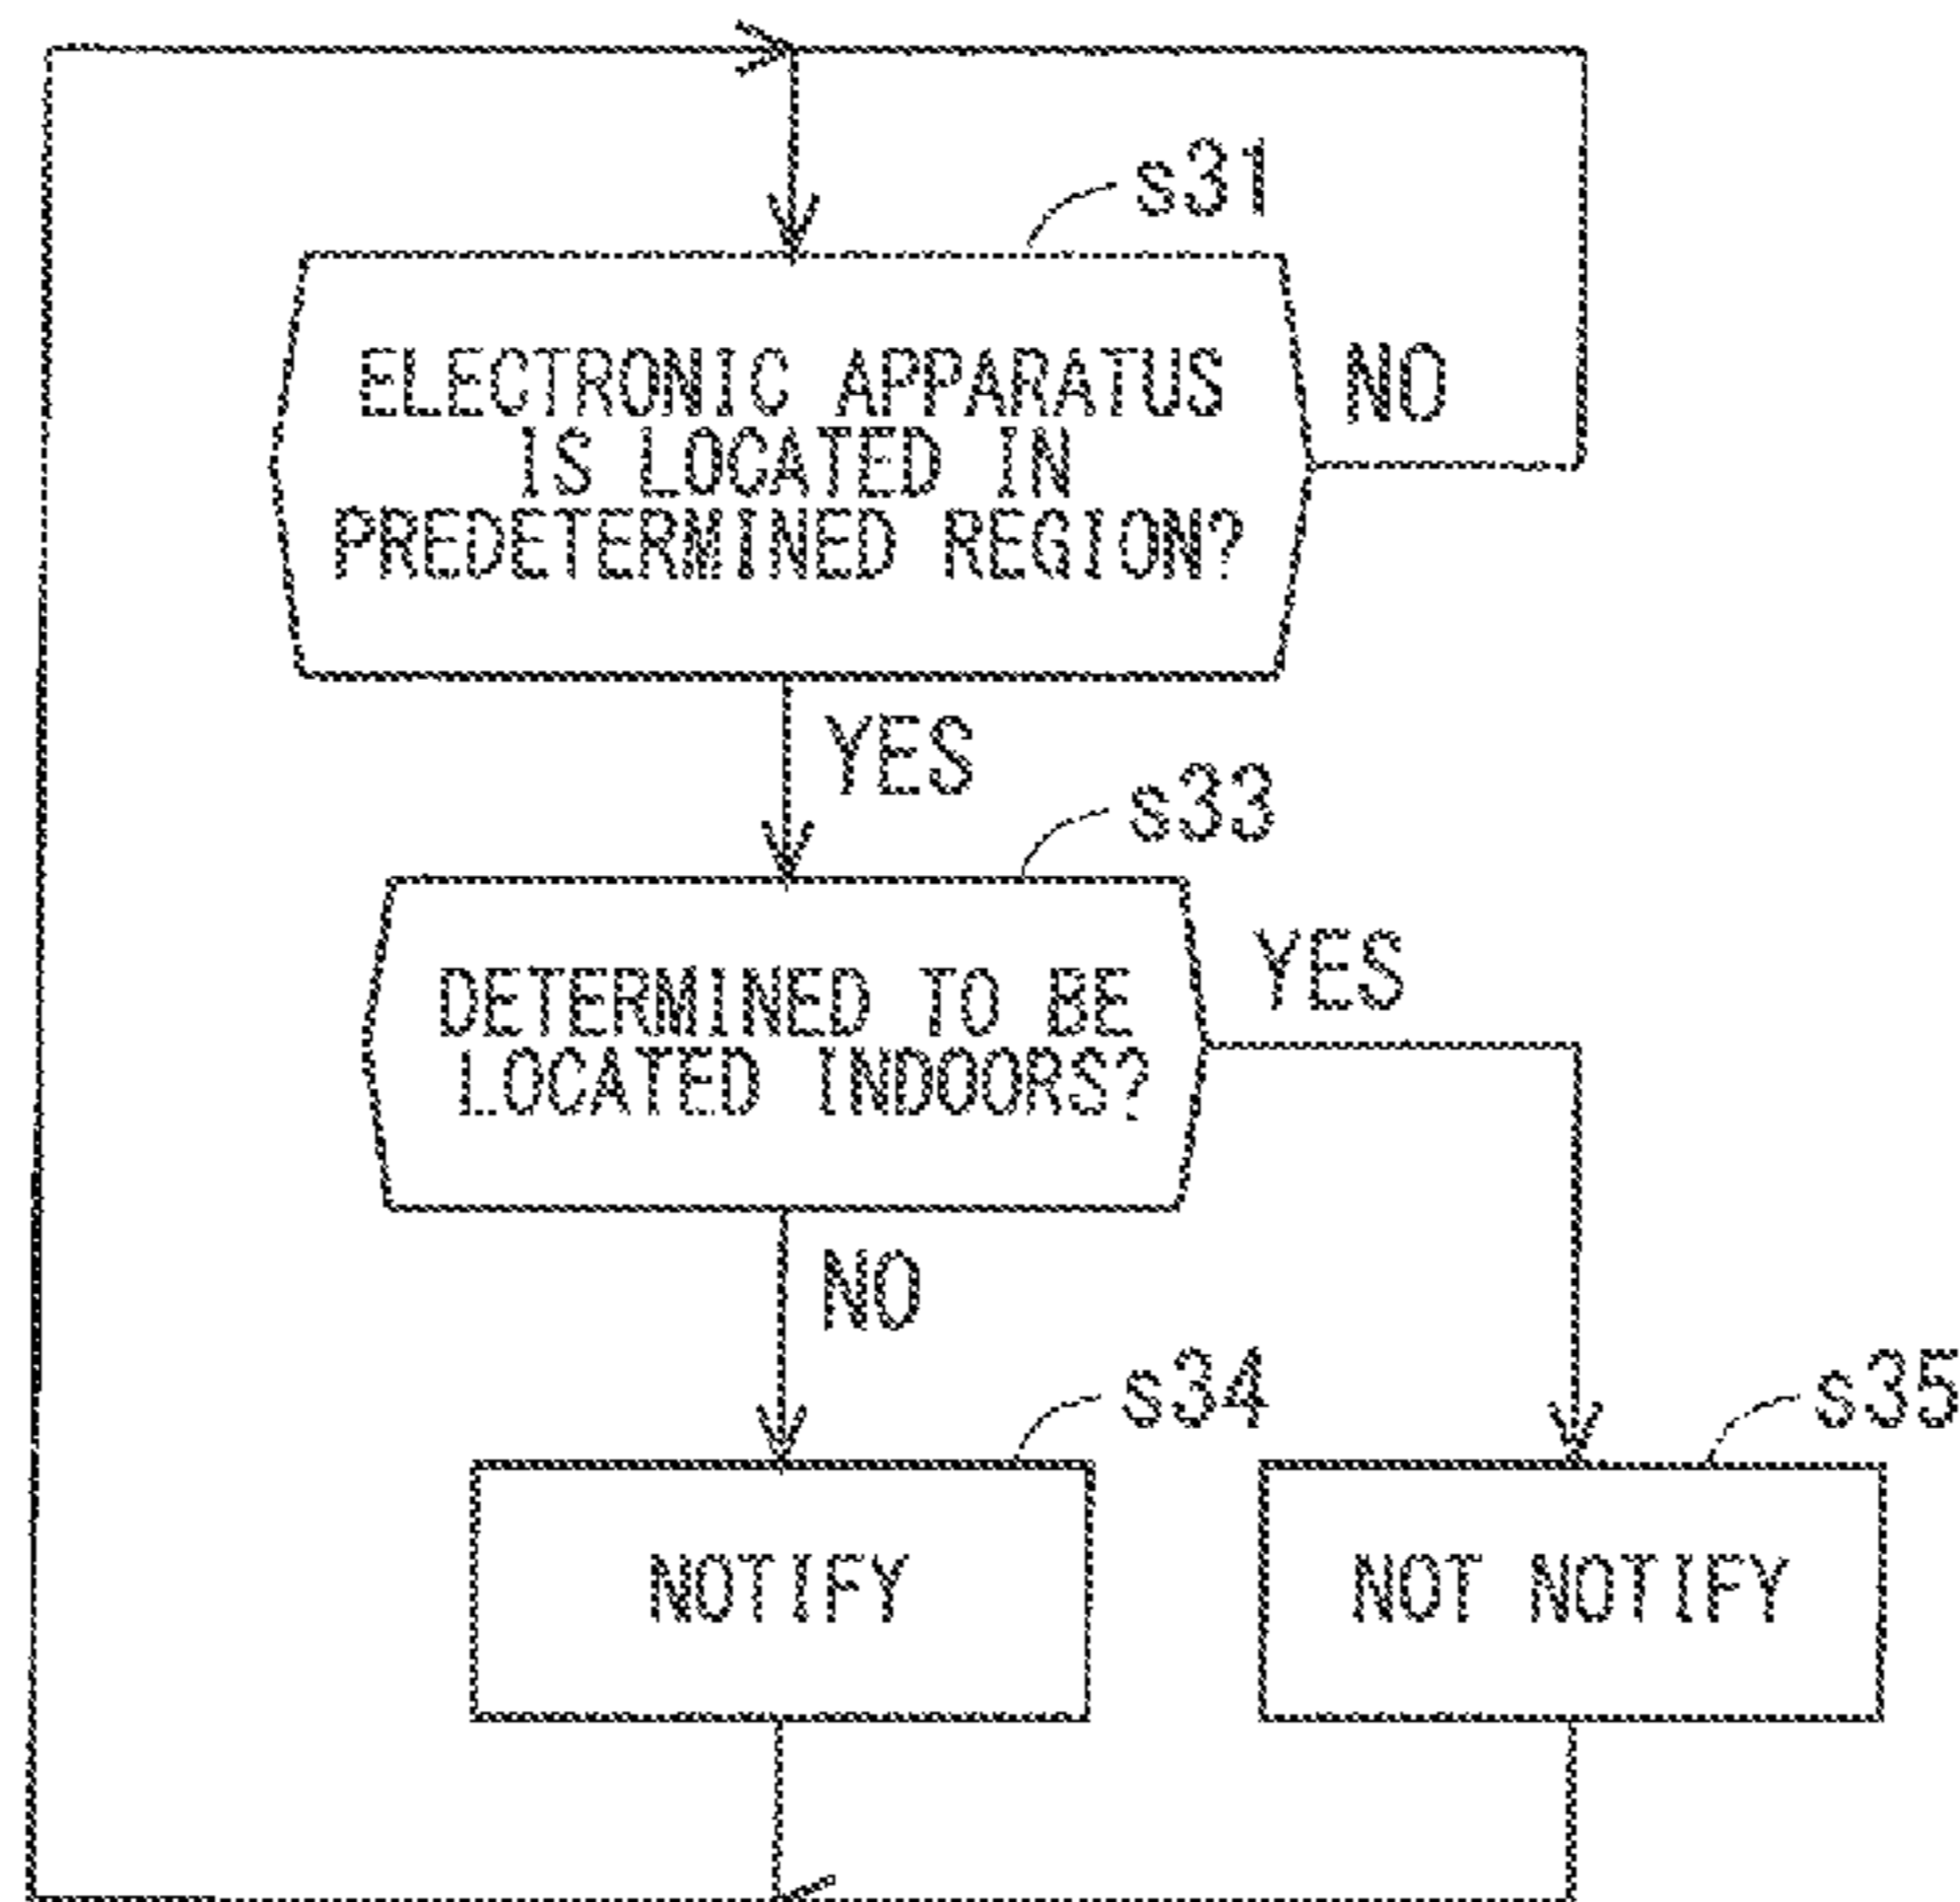 s31
ELECTRONIC APPARATUS
IS LOCATED IN
PREDETERMINED REGION?
NO
YES
s33
DETERMINED TO BE
LOCATED INDOORS?
YES
NO
s34
s35
NOTIFY
NOT NOTIFY